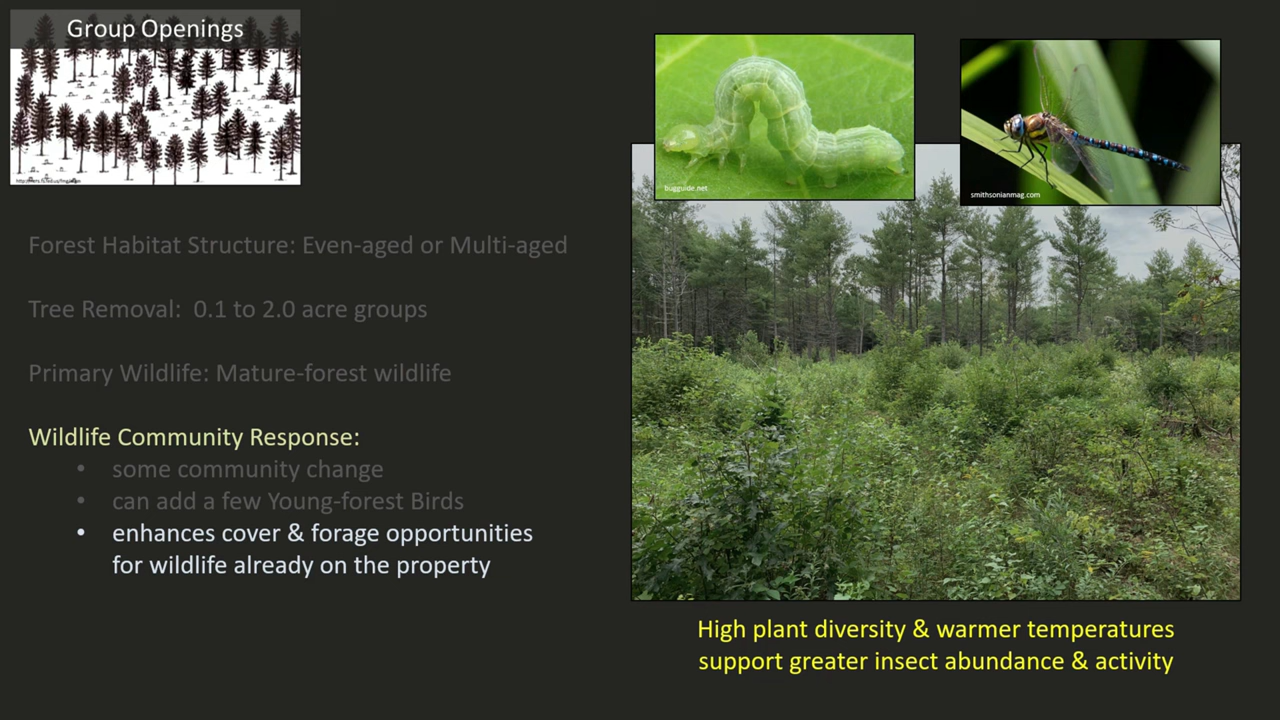 Group Openings
Forest Habitat Structure: Even-aged or Multi-aged
Tree Removal:  0.1 to 2.0 acre groups
Primary Wildlife: Mature-forest wildlife
Wildlife Community Response:
• some community change
• can add a few Young-forest Birds
• enhances cover & forage opportunities
for wildlife already on the property
bugguide.net
smithsonianmag.com
High plant diversity & warmer temperatures
support greater insect abundance & activity